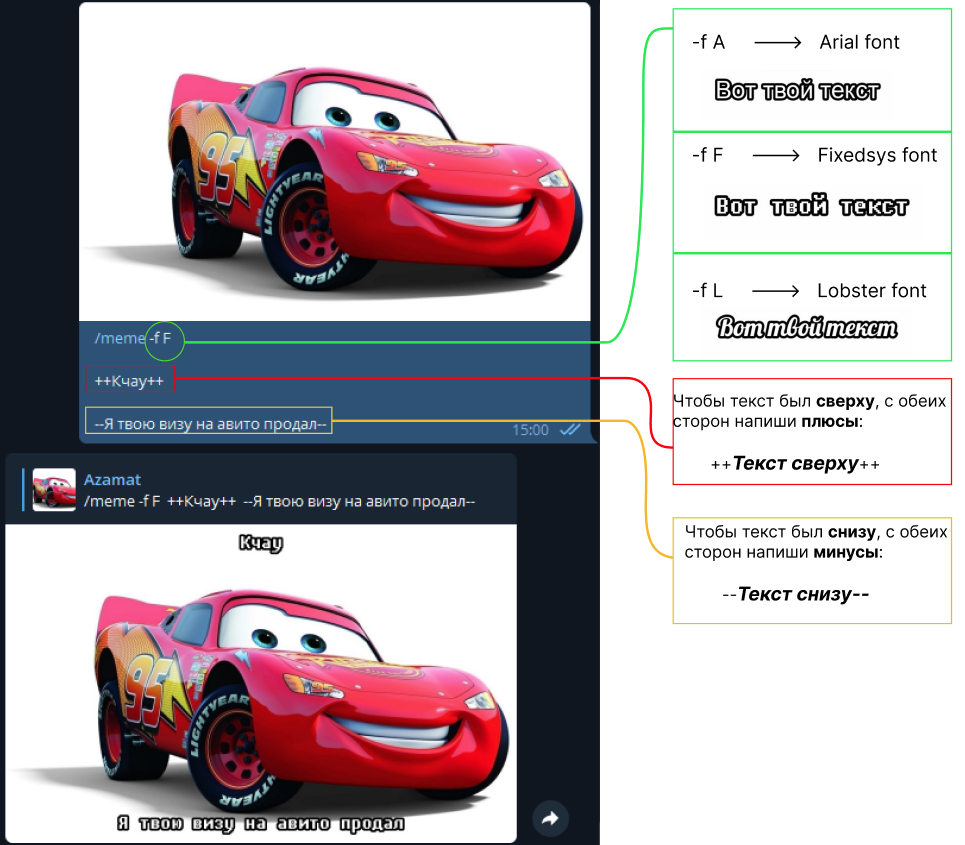 95
LIGHTYEAR
LIGHTYEAR
/meme -f F
++Кчау++
--Я твою визу на авито продал--
15:00
Azamat
/meme -f F ++Кчау++ --Я твою визу на авито продал--
Кчау
95
LIGHTYEAR
LIGHTYEAR
Я твою визу на авито продал
-f A ⟶ Arial font
Вот твой текст
-f F ⟶ Fixedsys font
Вот твой текст
-f L ⟶ Lobster font
Вот твой текст
Чтобы текст был сверху, с обеих
сторон напиши плюсы:
++Текст сверху++
Чтобы текст был снизу, с обеих
сторон напиши минусы:
--Текст снизу--